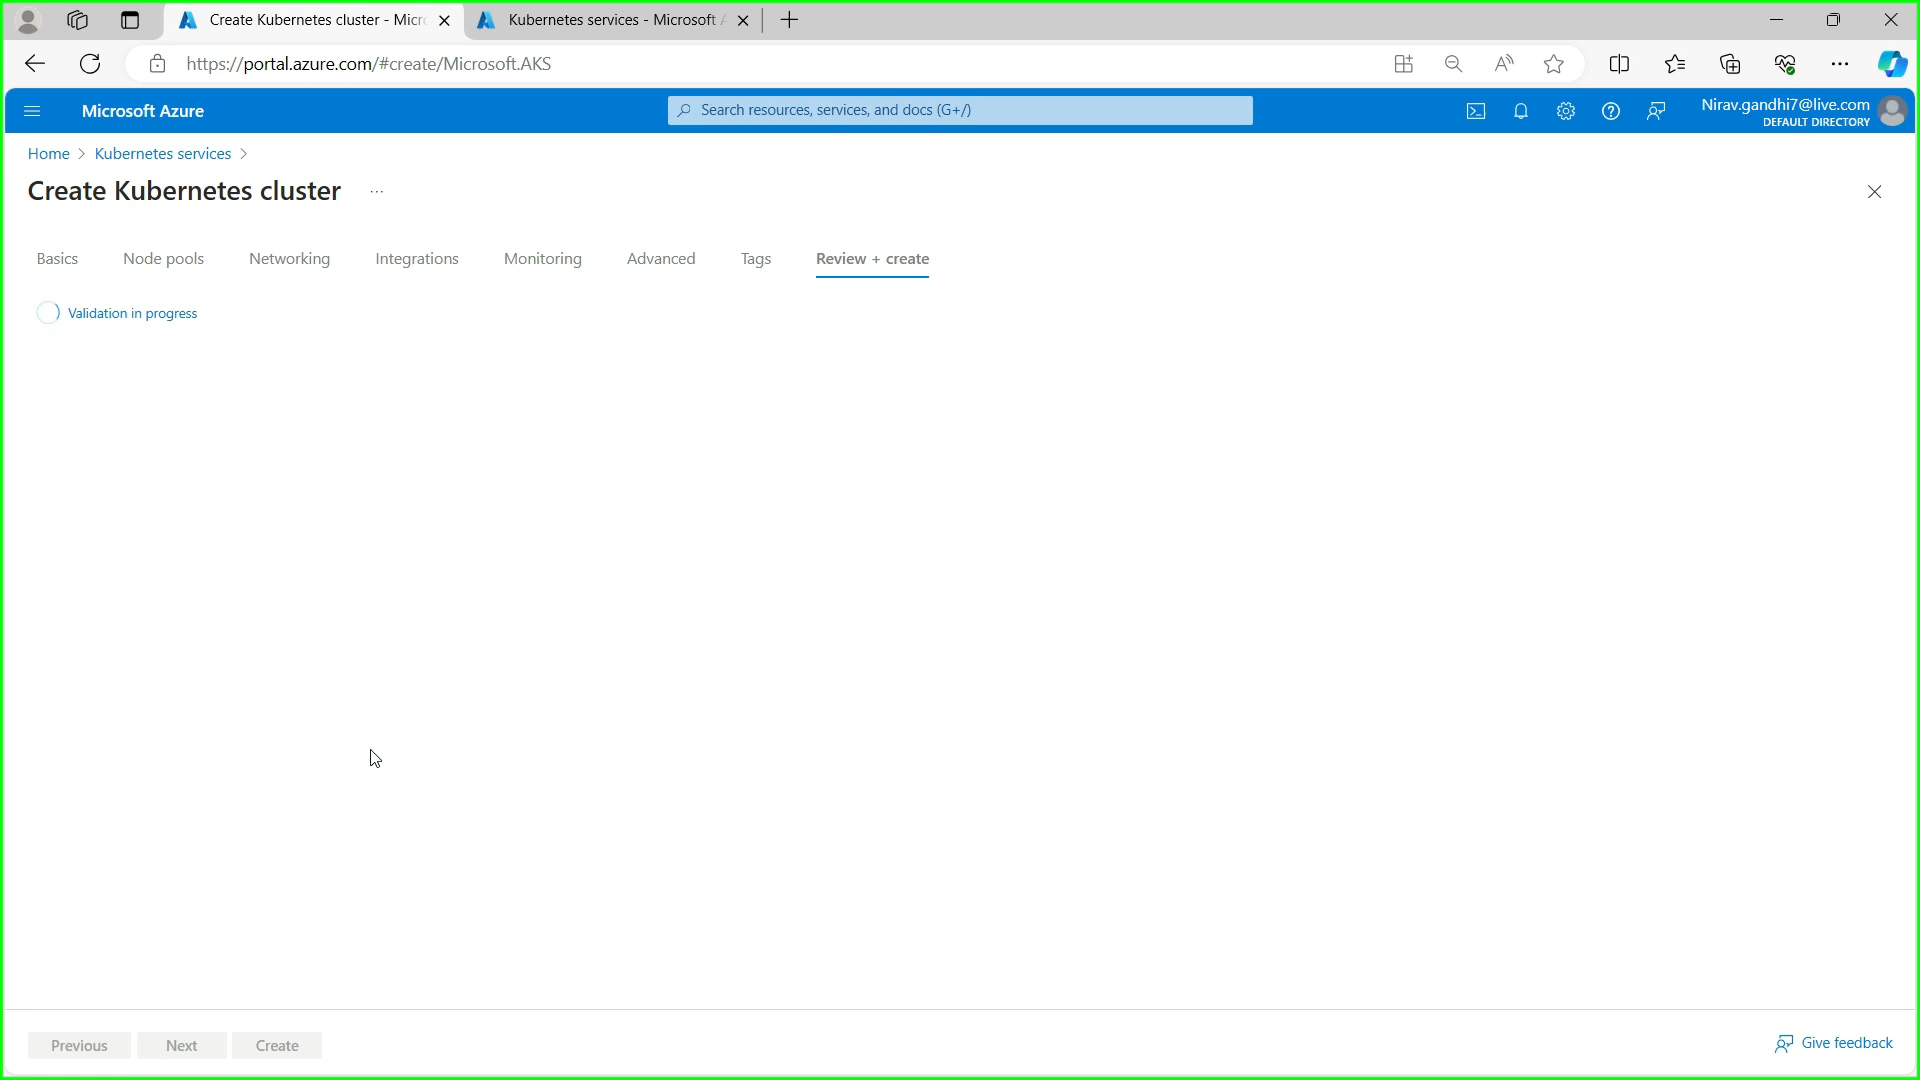 Create Kubernetes cluster - Micro
Kubernetes services - Microsoft A
https://portal.azure.com/#create/Microsoft.AKS
Microsoft Azure
Search resources, services, and docs (G+/)
Nirav.gandhi7@live.com
DEFAULT DIRECTORY
Home > Kubernetes services >
Create Kubernetes cluster ...
Basics
Node pools
Networking
Integrations
Monitoring
Advanced
Tags
Review + create
Validation in progress
Previous
Next
Create
Give feedback